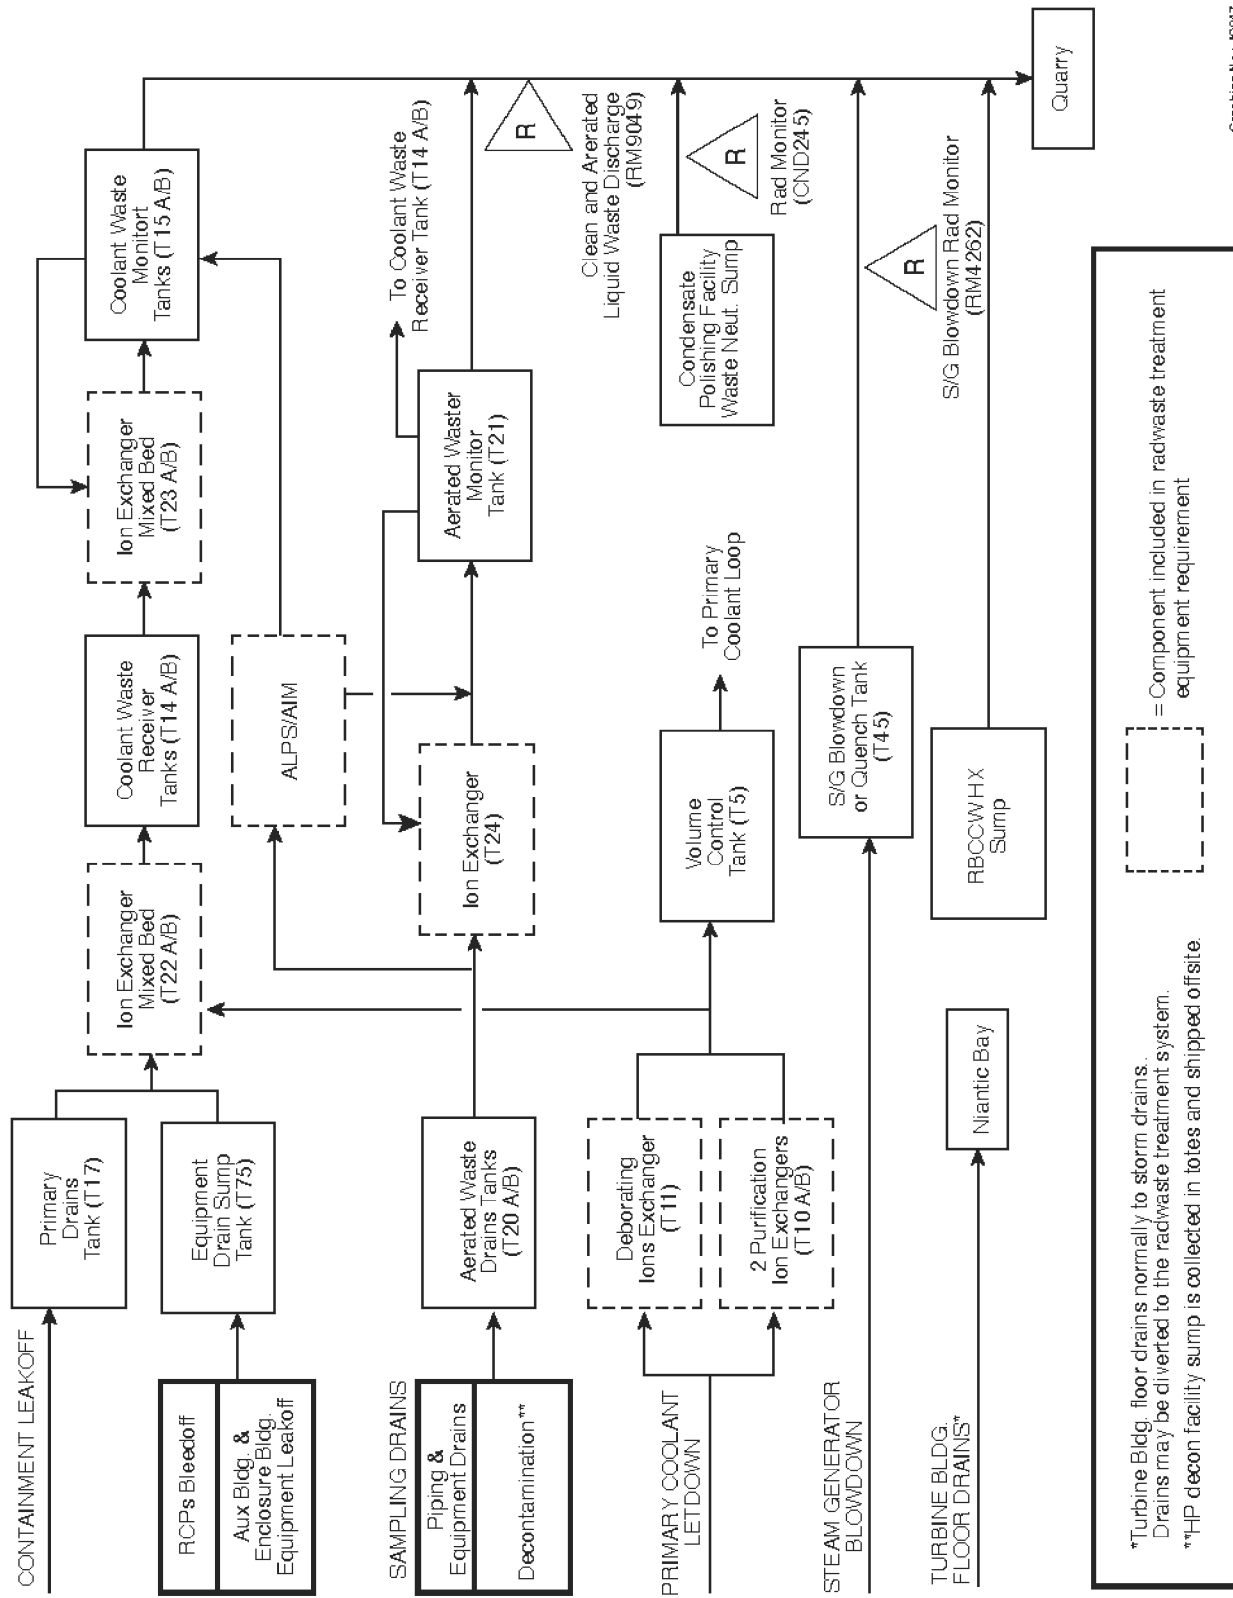 CONTAINMENT LEAKOFF
Primary
Drains
Tank (T17)
RCPs Bleedoff
Aux Bldg. &
Enclosure Bldg.
Equipment Leakoff
Equipment
Drain Sump
Tank (T75)
Ion Exchanger
Mixed Bed
(T22 A/B)
Coolant Waste
Receiver
Tanks (T14 A/B)
Ion Exchanger
Mixed Bed
(T23 A/B)
Coolant Waste
Monitort
Tanks (T15 A/B)
ALPS/AIM
SAMPLING DRAINS
Piping &
Equipment Drains
Decontamination**
Aerated Waste
Drains Tanks
(T20 A/B)
Ion Exchanger
(T24)
Aerated Waster
Monitor
Tank (T21)
To Coolant Waste
Receiver Tank (T14 A/B)
R
Clean and Arerated
Liquid Waste Discharge
(RM9049)
PRIMARY COOLANT
LETDOWN
Deborating
Ions Exchanger
(T11)
2 Purification
Ion Exchangers
(T10 A/B)
Volume
Control
Tank (T5)
To Primary
Coolant Loop
Condensate
Polishing Facility
Waste Neut. Sump
R
Rad Monitor
(CND245)
STEAM GENERATOR
BLOWDOWN
S/G Blowdown
or Quench Tank
(T45)
R
S/G Blowdown Rad Monitor
(RM4262)
TURBINE BLDG.
FLOOR DRAINS*
Niantic Bay
RBCCW HX
Sump
Quarry
*Turbine Bldg. floor drains normally to storm drains..
Drains may be diverted to the radwaste treatment system.
**HP decon facility sump is collected in totes and shipped offsite.
= Component included in radwaste treatment
equipment requirement